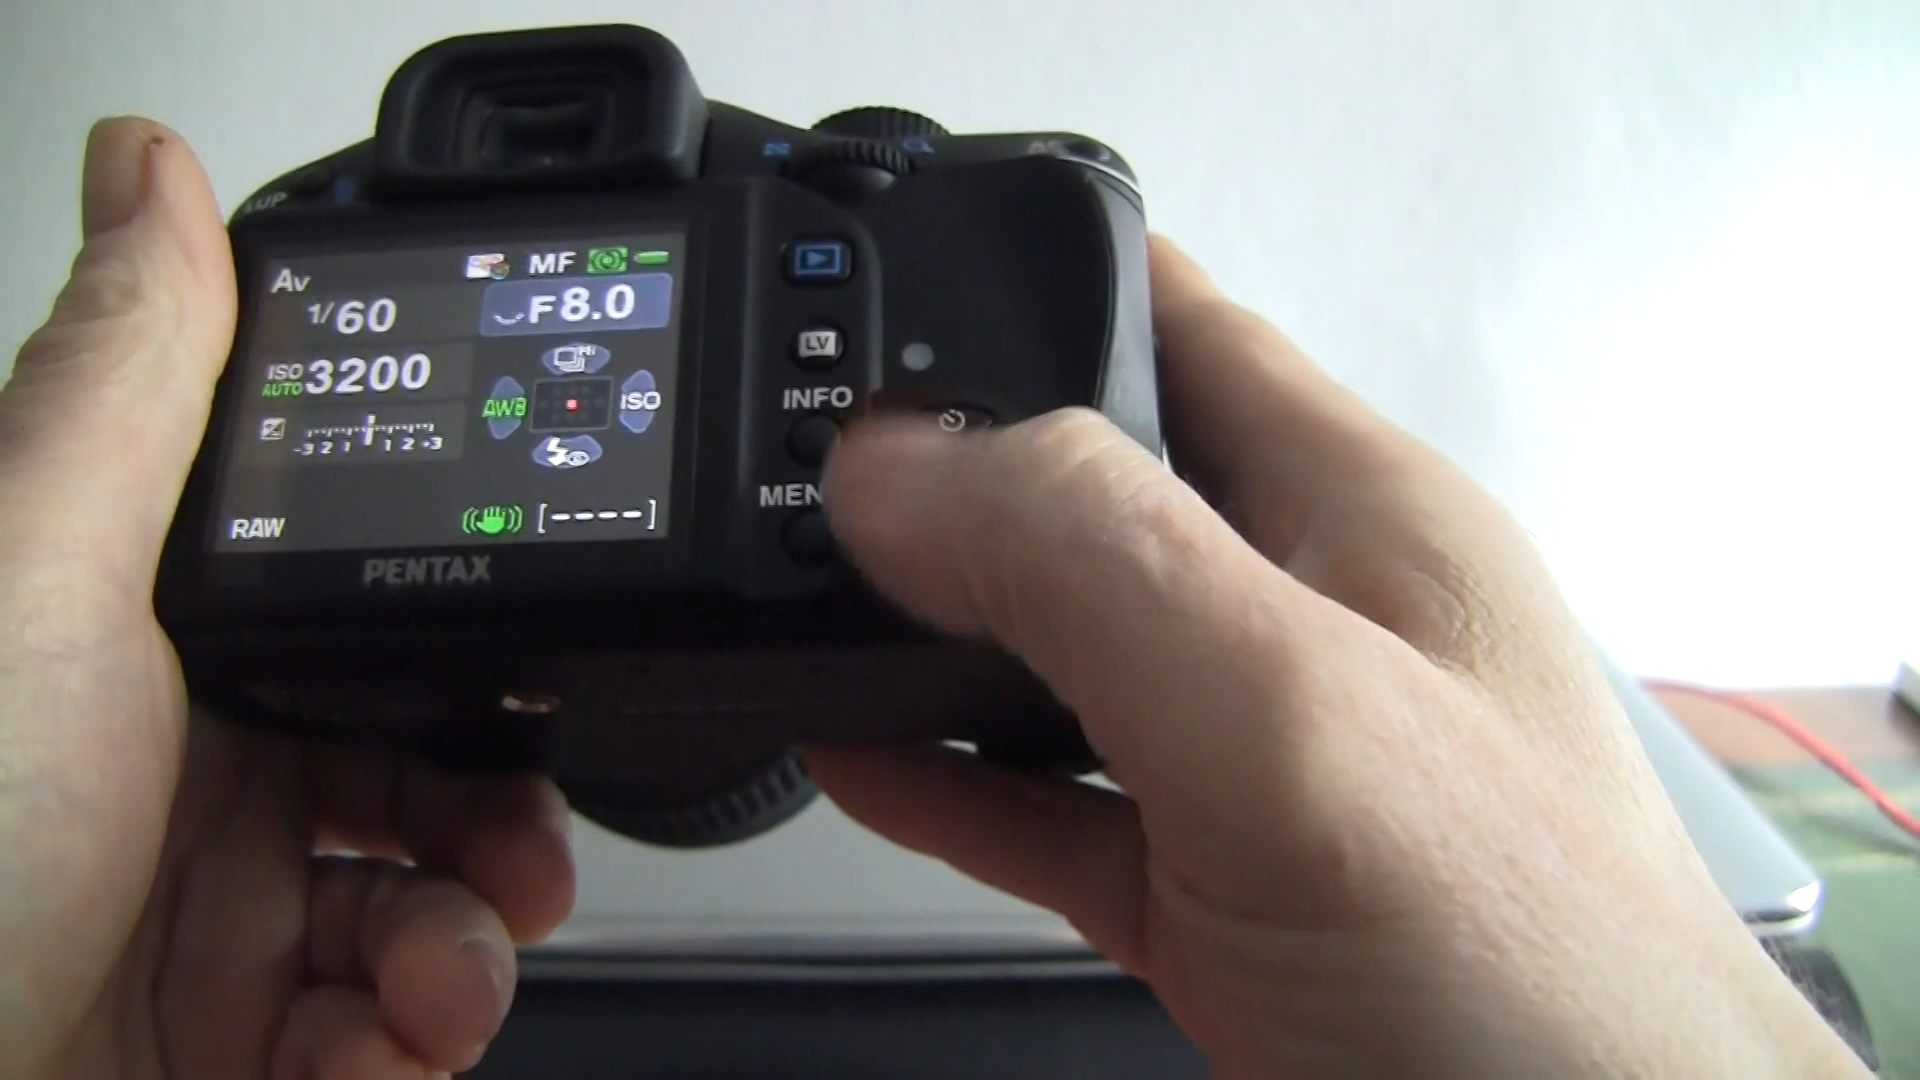 Av
MF
1/60
F8.0
ISO AUTO 3200
Hi
AWB
ISO
-3 2 1 1 2 +3
RAW
[----]
PENTAX
LV
INFO
MEN